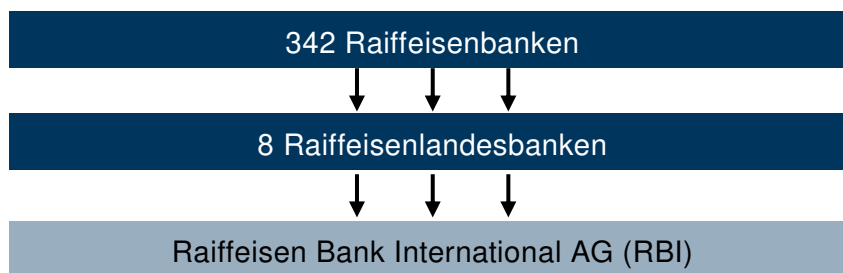 342 Raiffeisenbanken
8 Raiffeisenlandesbanken
Raiffeisen Bank International AG (RBI)